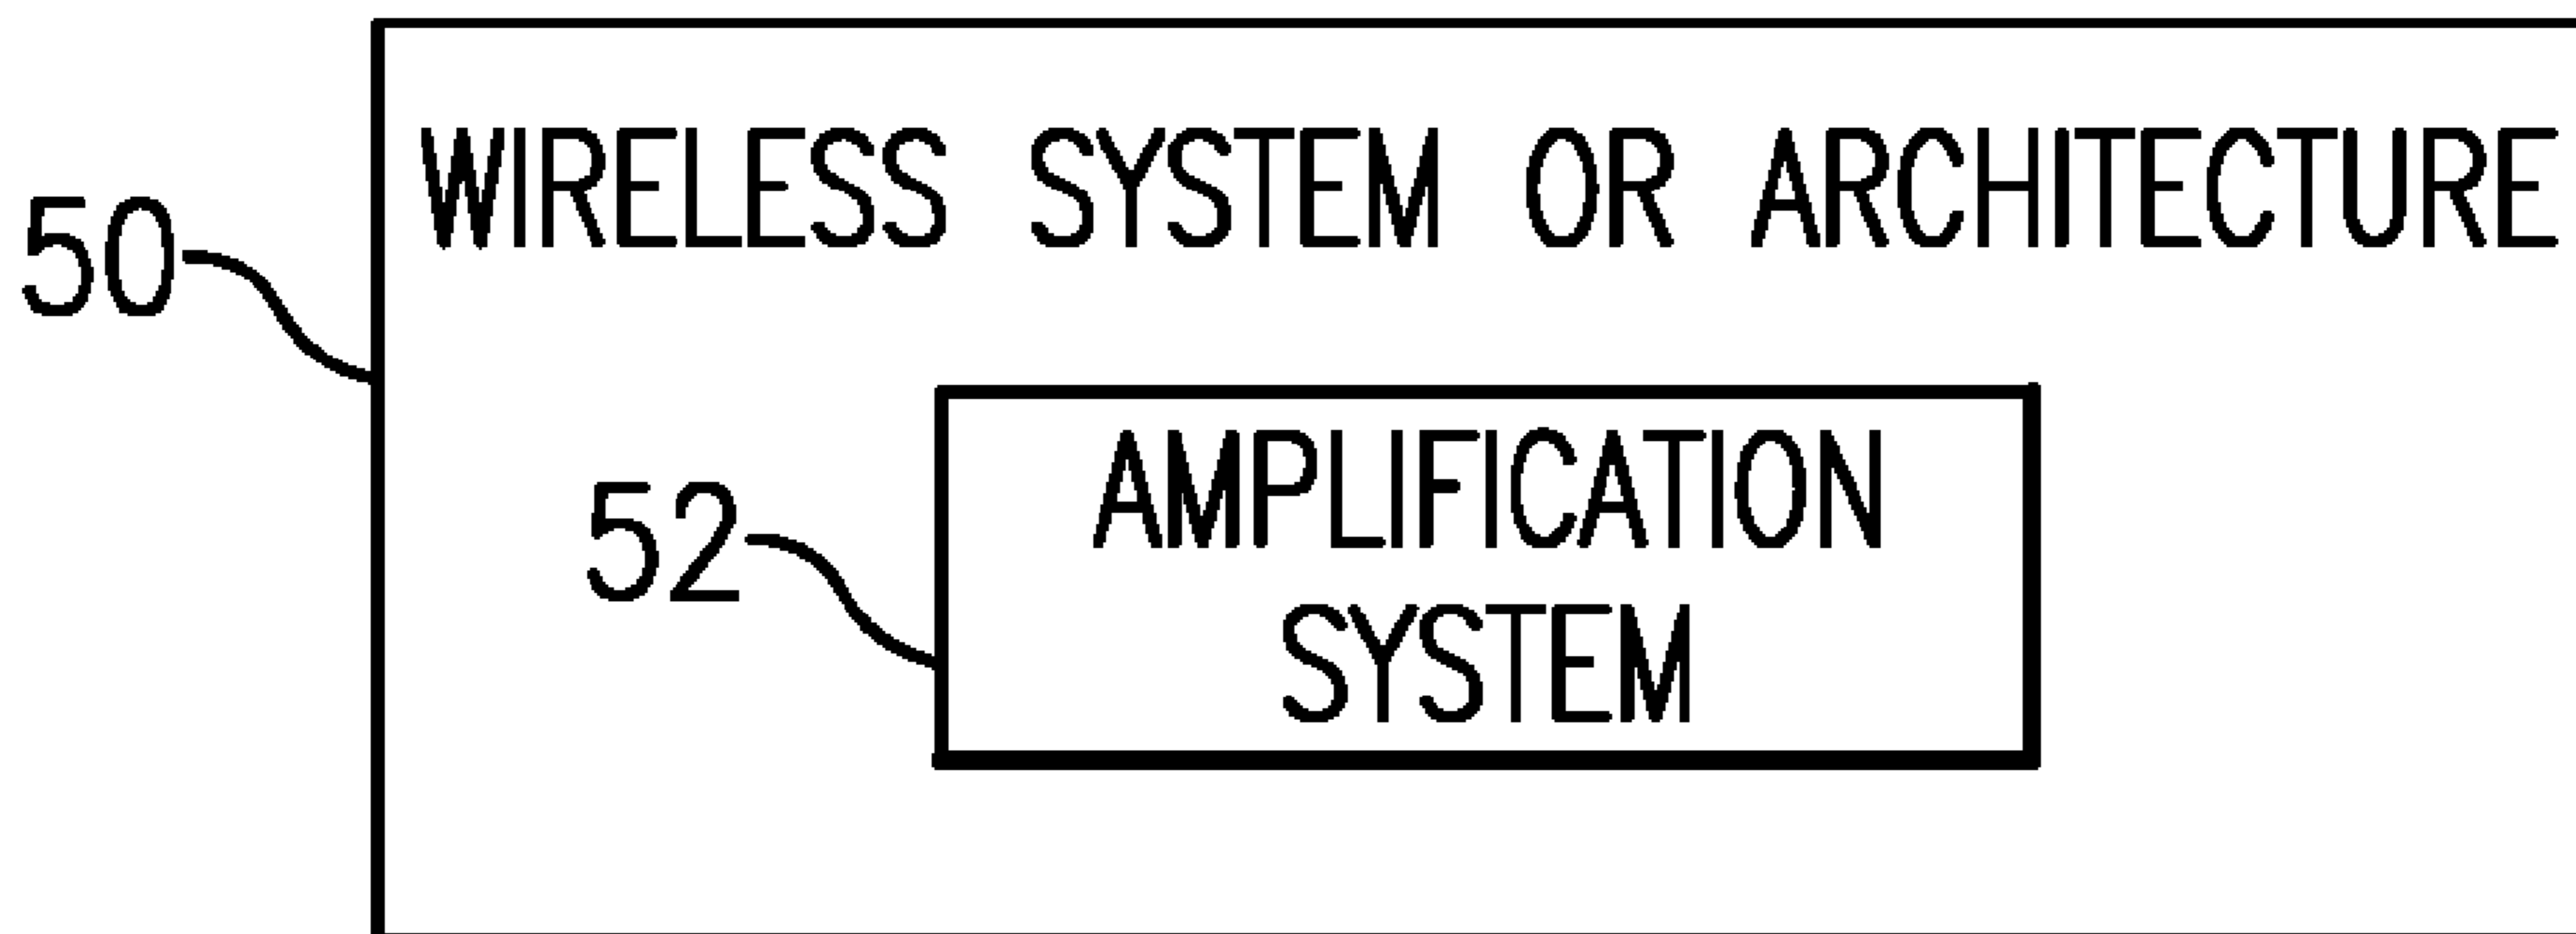 WIRELESS SYSTEM OR ARCHITECTURE
50
AMPLIFICATION
52
SYSTEM